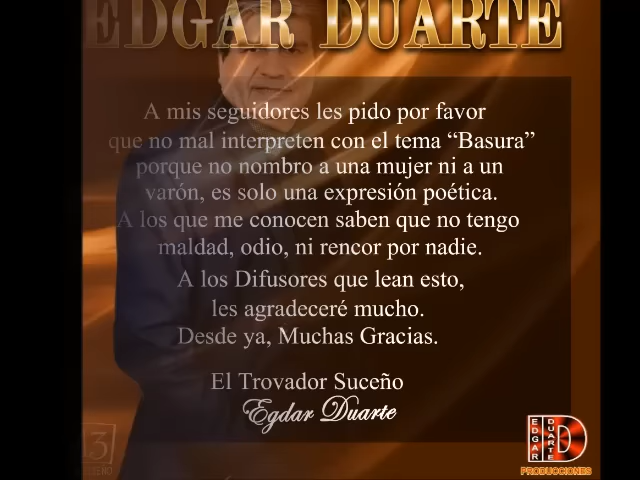 EDGAR DUARTE
A mis seguidores les pido por favor
que no mal interpreten con el tema “Basura”
porque no nombro a una mujer ni a un
varón, es solo una expresión poética.
A los que me conocen saben que no tengo
maldad, odio, ni rencor por nadie.
A los Difusores que lean esto,
les agradeceré mucho.
Desde ya, Muchas Gracias.
El Trovador Suceño
Egdar Duarte
3
EDGAR
DUARTE
PRODUCCIONES